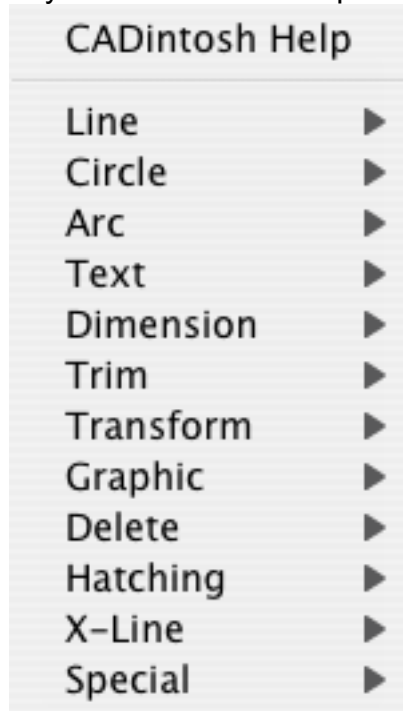 CADintosh Help
Line
Circle
Arc
Text
Dimension
Trim
Transform
Graphic
Delete
Hatching
X-Line
Special